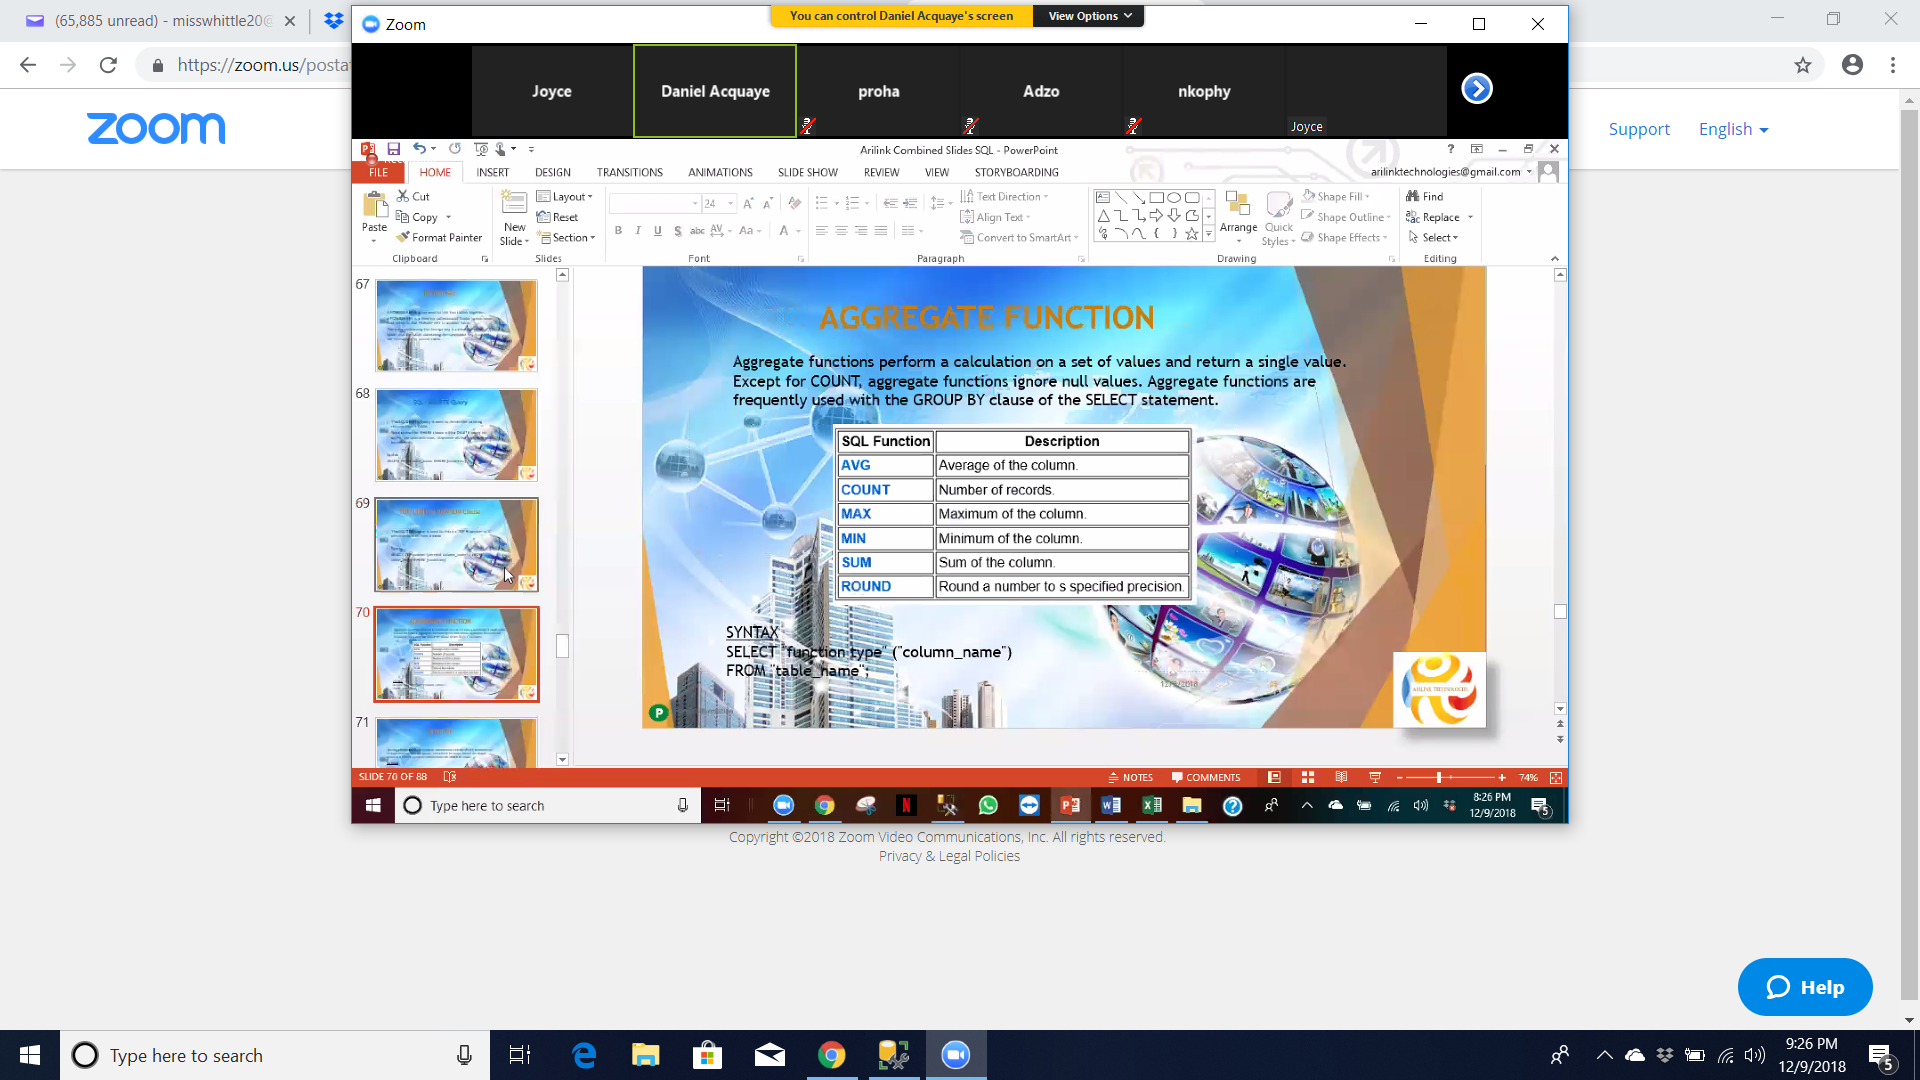 (65,885 unread) - misswhittle20@
https://zoom.us/posta
zoom
Support
English
Zoom
You can control Daniel Acquaye's screen
View Options
Joyce
Daniel Acquaye
proha
Adzo
nkophy
Joyce
Arilink Combined Slides SQL - PowerPoint
FILE
HOME
INSERT
DESIGN
TRANSITIONS
ANIMATIONS
SLIDE SHOW
REVIEW
VIEW
STORYBOARDING
arilinktechnologies@gmail.com
Paste
Cut
Copy
Format Painter
Clipboard
New
Slide
Layout
Reset
Section
Slides
24
Font
Text Direction
Align Text
Convert to SmartArt
Paragraph
Arrange
Quick
Styles
Shape Fill
Shape Outline
Shape Effects
Drawing
Find
Replace
Select
Editing
67
68
69
70
71
AGGREGATE FUNCTION
Aggregate functions perform a calculation on a set of values and return a single value.
Except for COUNT, aggregate functions ignore null values. Aggregate functions are
frequently used with the GROUP BY clause of the SELECT statement.
SQL Function Description
AVG Average of the column.
COUNT Number of records.
MAX Maximum of the column.
MIN Minimum of the column.
SUM Sum of the column.
ROUND Round a number to s specified precision.
SYNTAX
SELECT "function type" ("column_name")
FROM "table_name";
12/9/2018
SLIDE 70 OF 88
NOTES
COMMENTS
74%
Type here to search
8:26 PM
12/9/2018
5
Copyright ©2018 Zoom Video Communications, Inc. All rights reserved.
Privacy & Legal Policies
Help
Type here to search
9:26 PM
12/9/2018
5